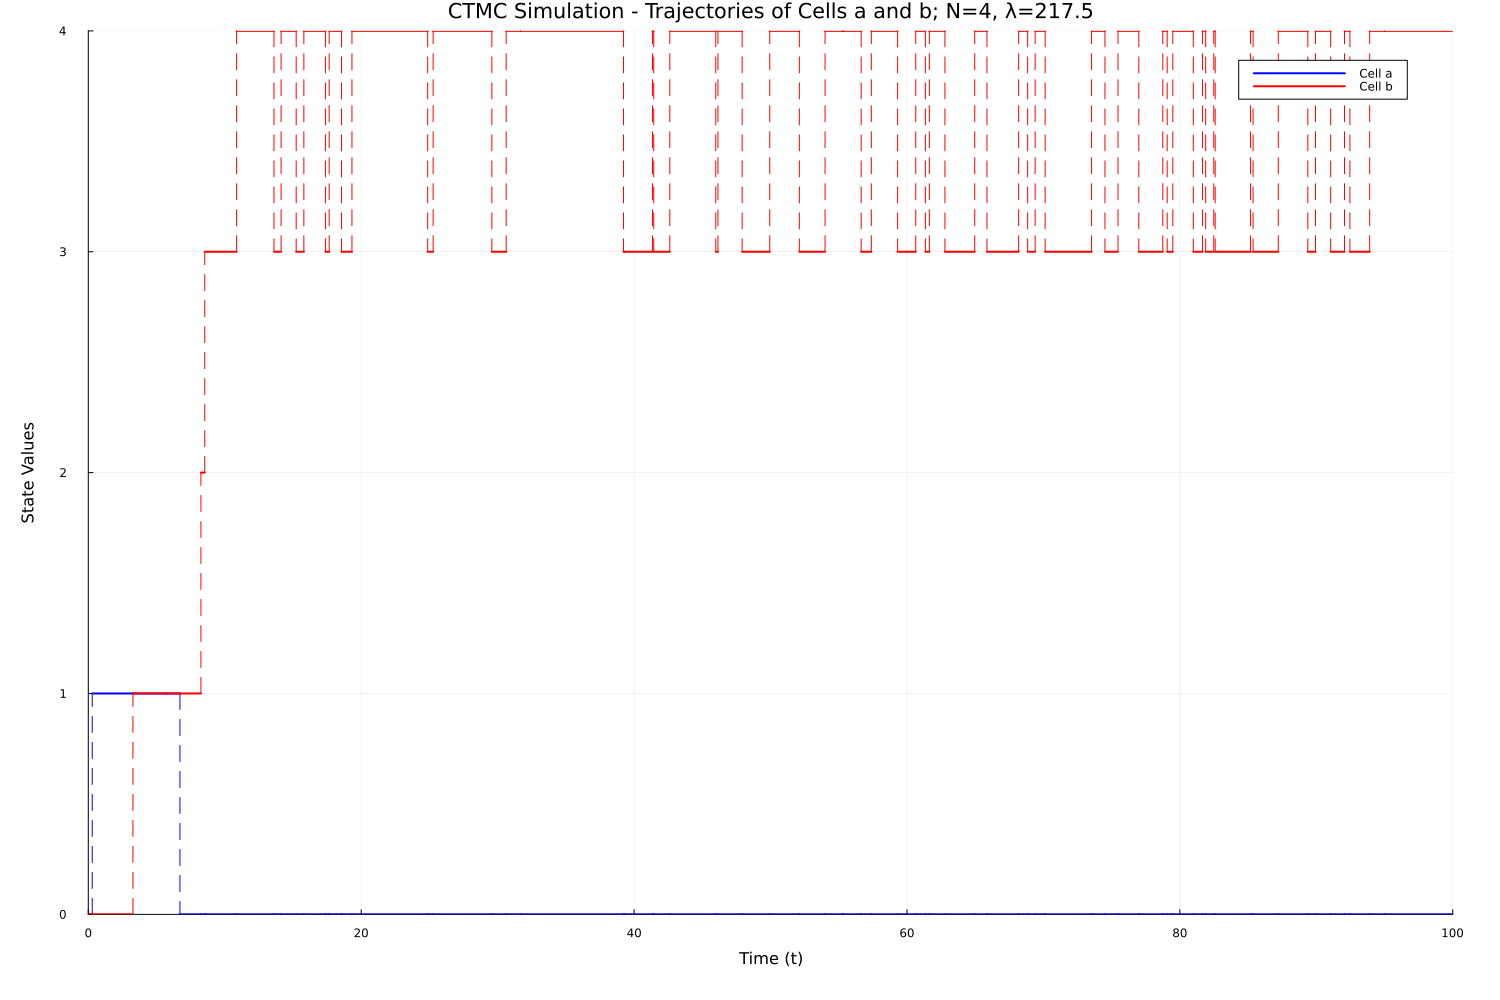 CTMC Simulation - Trajectories of Cells a and b; N=4, λ=217.5
4
Cell a
Cell b
3
State Values
2
1
0
0 20 40 60 80 100
Time (t)